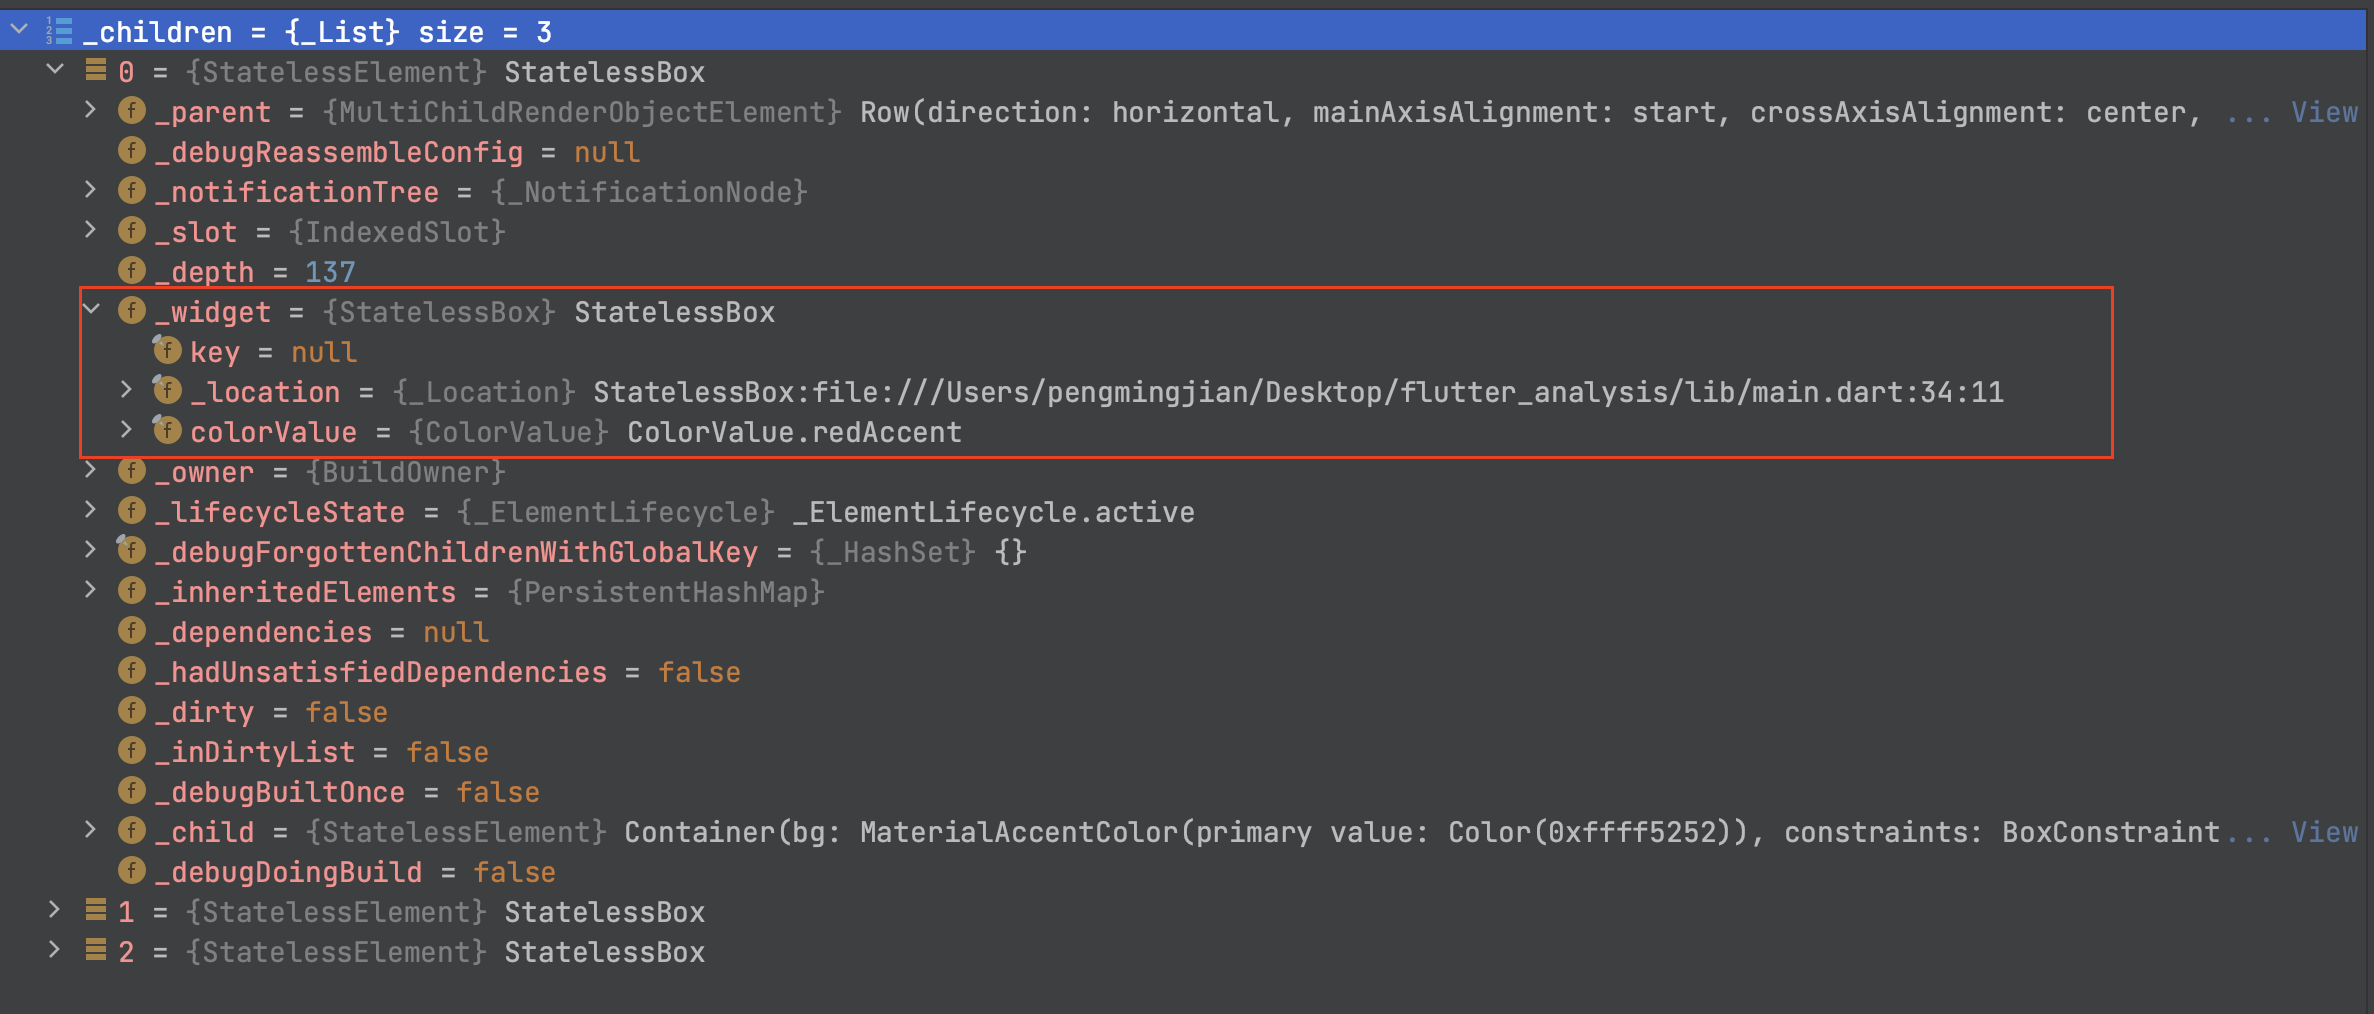 _children = {_List} size = 3
0 = {StatelessElement} StatelessBox
_parent = {MultiChildRenderObjectElement} Row(direction: horizontal, mainAxisAlignment: start, crossAxisAlignment: center, ... View
_debugReassembleConfig = null
_notificationTree = {_NotificationNode}
_slot = {IndexedSlot}
_depth = 137
_widget = {StatelessBox} StatelessBox
key = null
_location = {_Location} StatelessBox:file:///Users/pengmingjian/Desktop/flutter_analysis/lib/main.dart:34:11
colorValue = {ColorValue} ColorValue.redAccent
_owner = {BuildOwner}
_lifecycleState = {_ElementLifecycle} _ElementLifecycle.active
_debugForgottenChildrenWithGlobalKey = {_HashSet} {}
_inheritedElements = {PersistentHashMap}
_dependencies = null
_hadUnsatisfiedDependencies = false
_dirty = false
_inDirtyList = false
_debugBuiltOnce = false
_child = {StatelessElement} Container(bg: MaterialAccentColor(primary value: Color(0xffff5252)), constraints: BoxConstraint... View
_debugDoingBuild = false
1 = {StatelessElement} StatelessBox
2 = {StatelessElement} StatelessBox